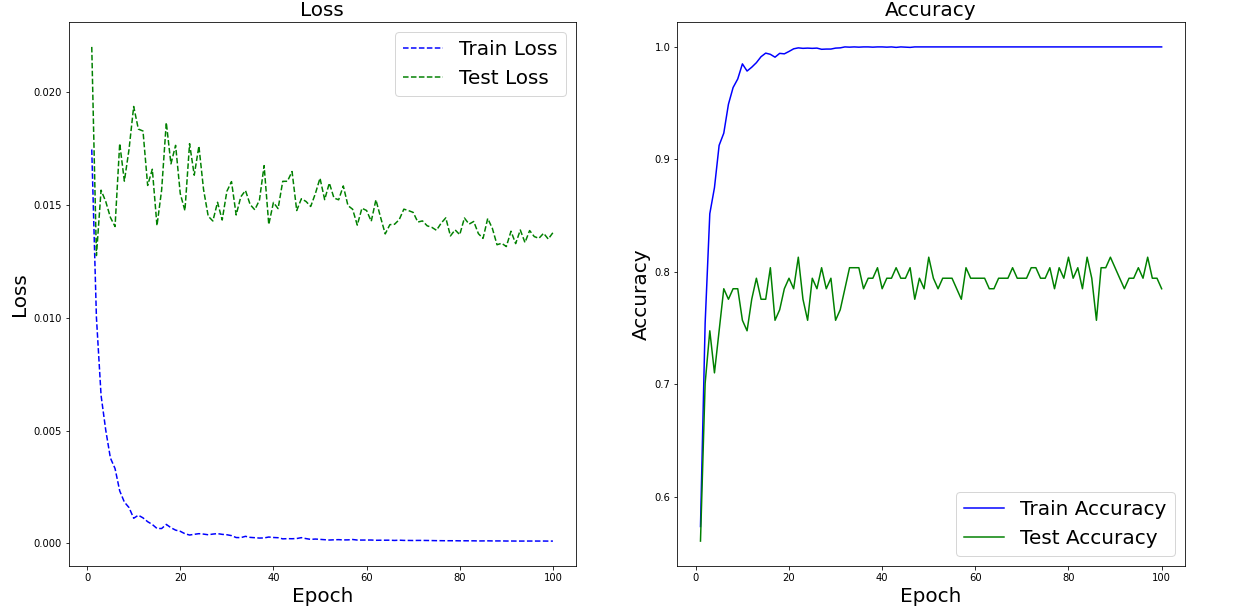 Loss
Train Loss
Test Loss
0.020
0.015
0.010
0.005
0.000
Loss
0
20
40
60
80
100
Epoch
Accuracy
1.0
0.9
0.8
0.7
0.6
Accuracy
Train Accuracy
Test Accuracy
0
20
40
60
80
100
Epoch